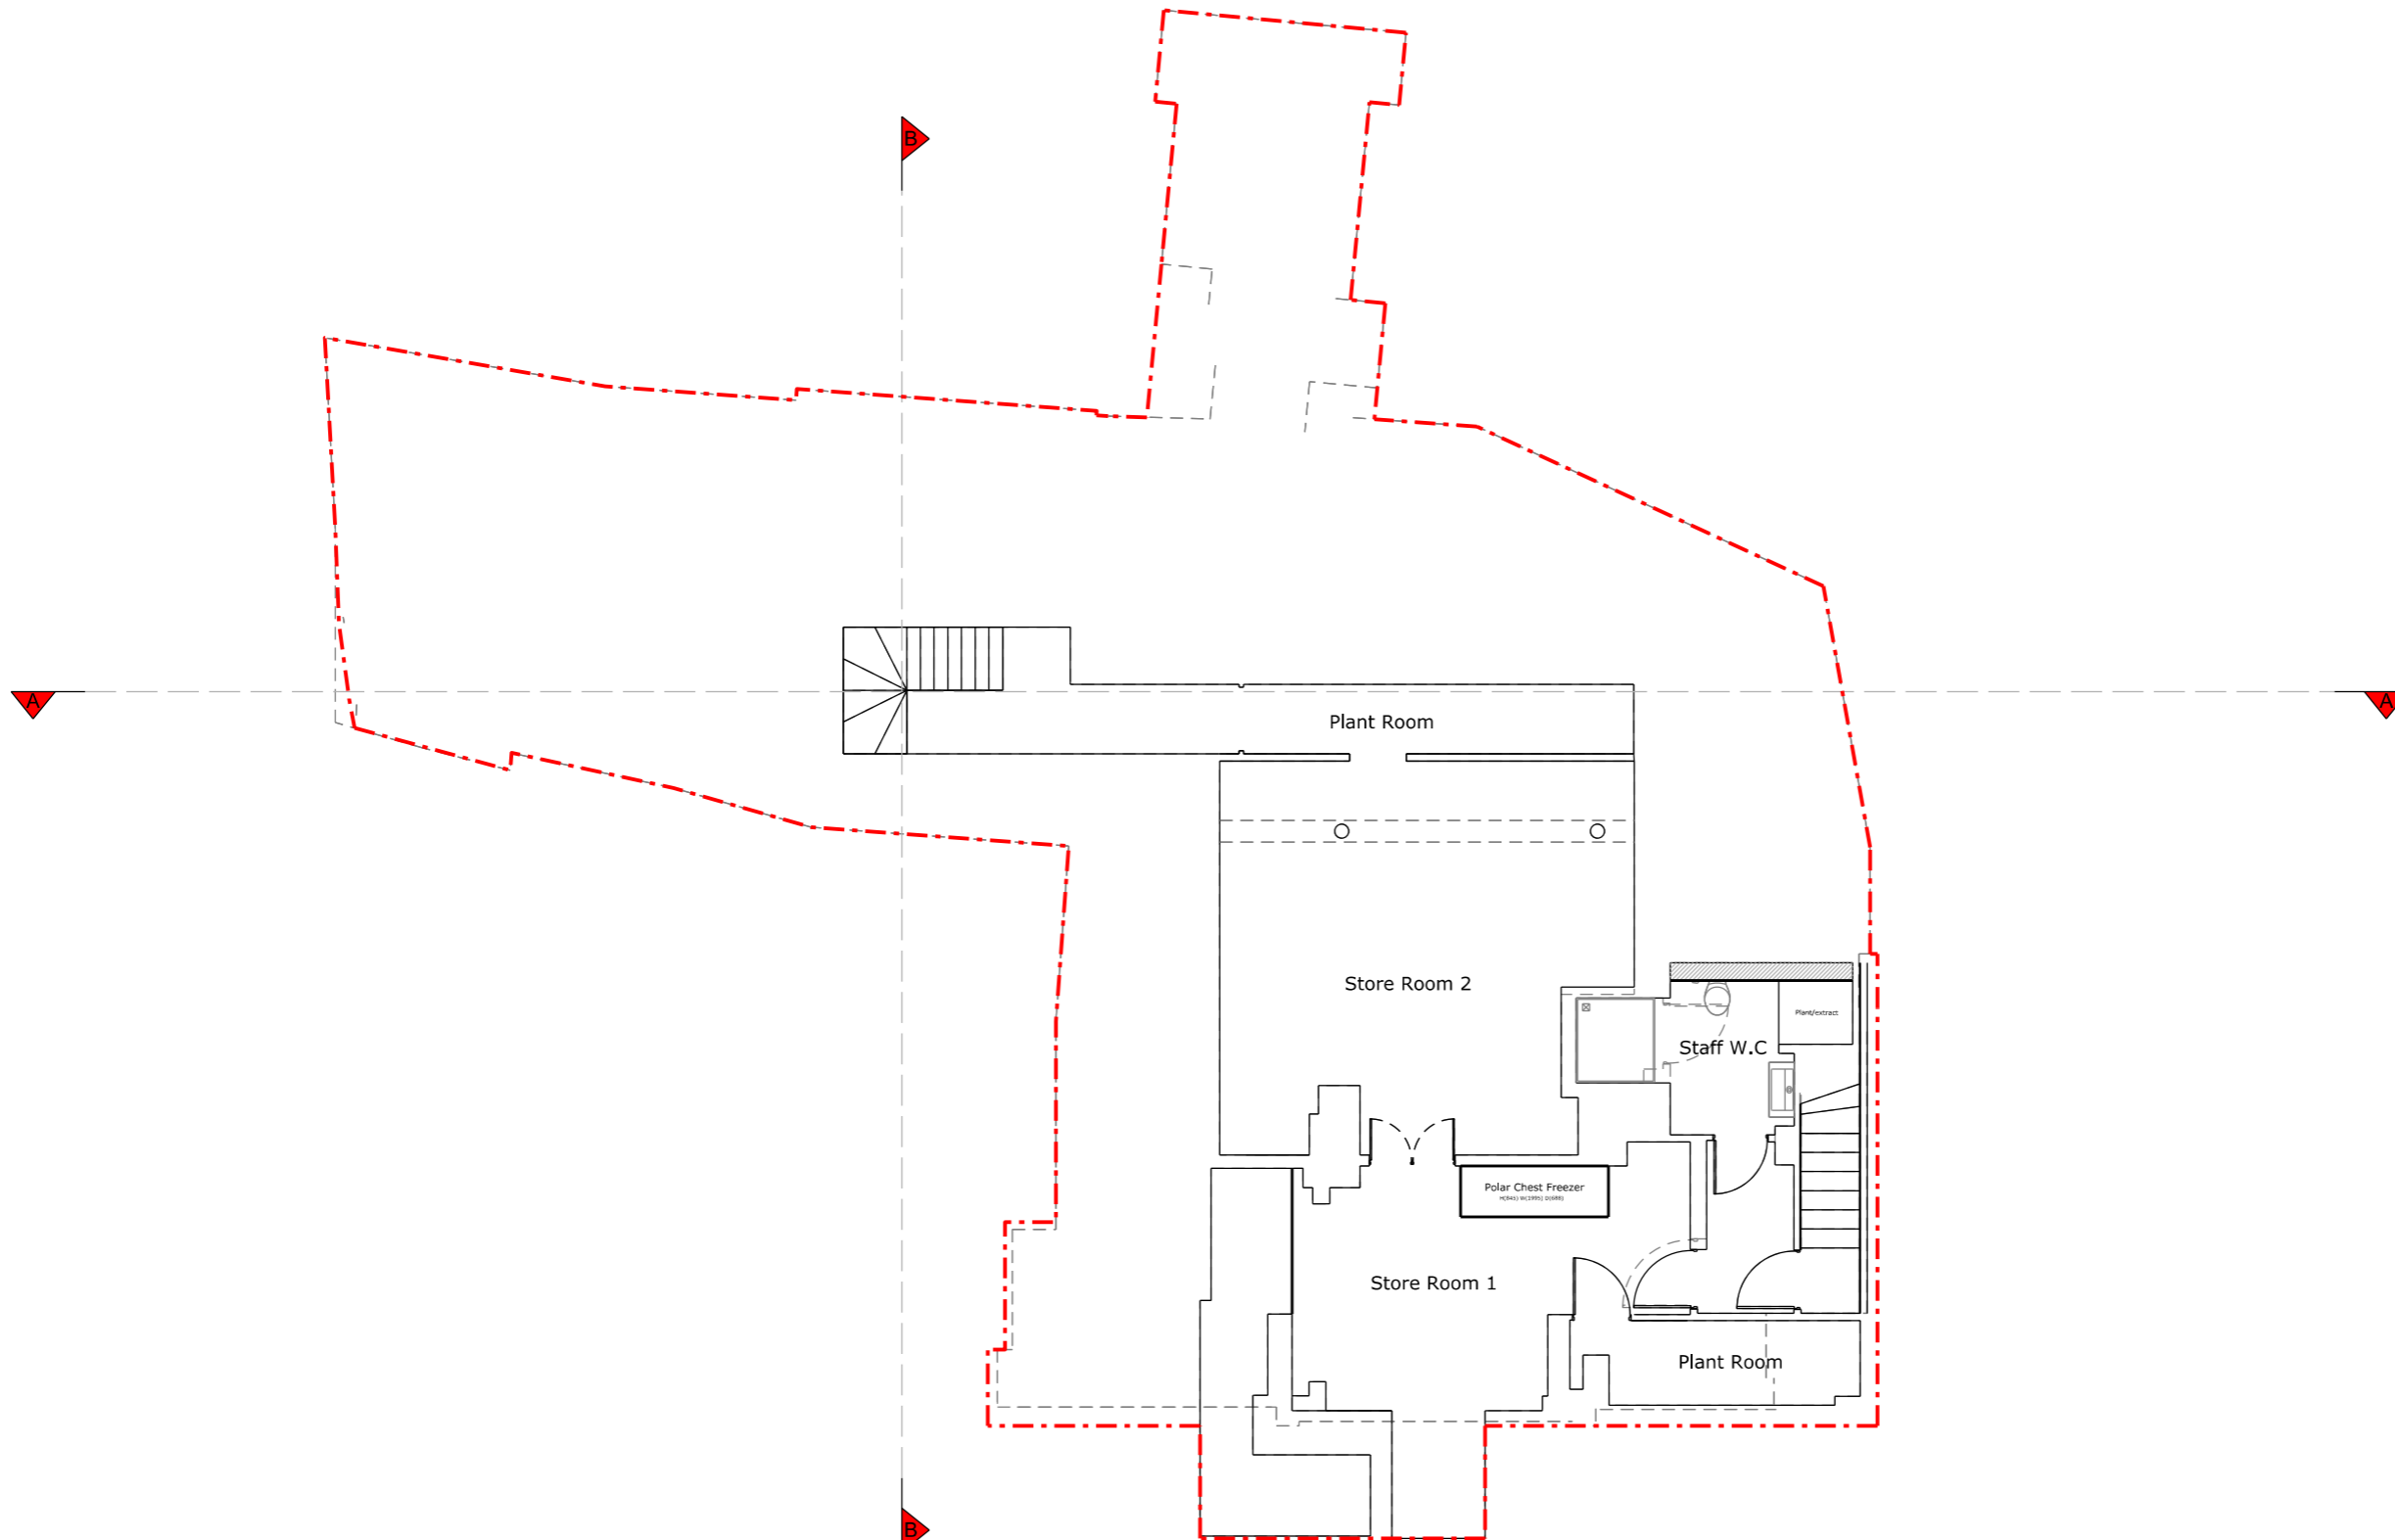 B
A
A
Plant Room
Store Room 2
Plant/extract
Staff W.C
Polar Chest Freezer
Store Room 1
Plant Room
B